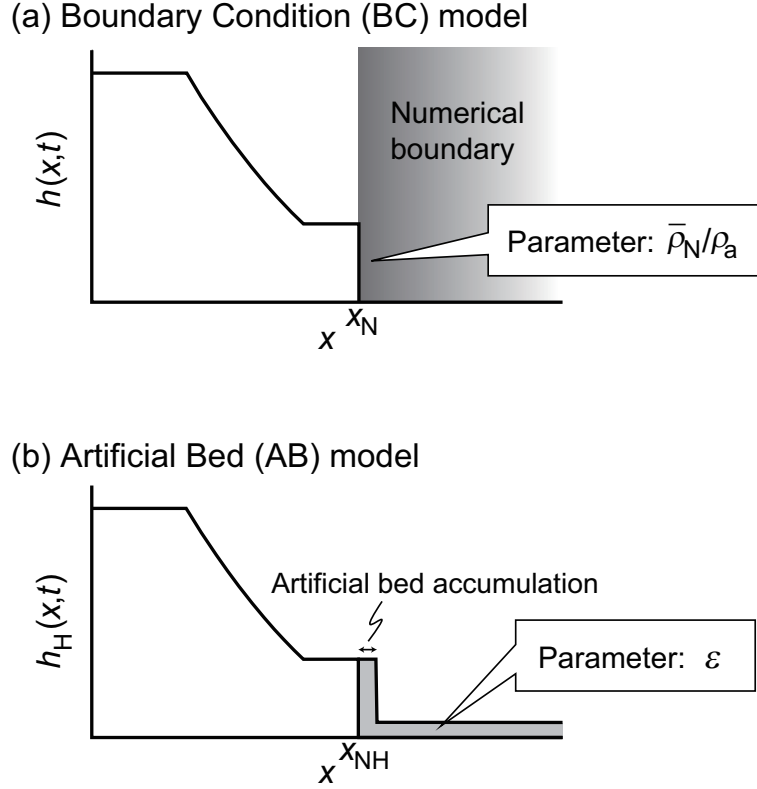 (a) Boundary Condition (BC) model
h(x,t)
Numerical
boundary
Parameter: ρ̅N/ρa
xN
x
(b) Artificial Bed (AB) model
hH(x,t)
Artificial bed accumulation
Parameter: ε
xNH
x